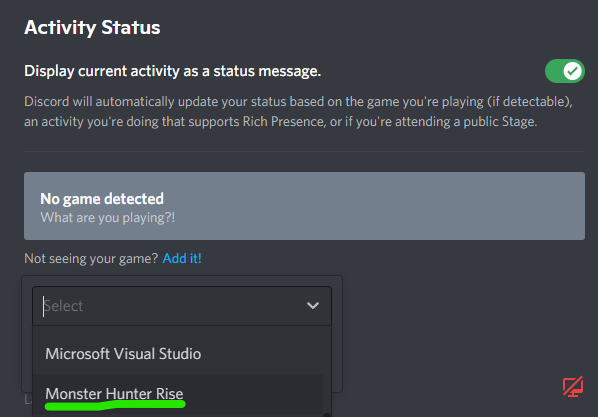 Activity Status
Display current activity as a status message.
Discord will automatically update your status based on the game you're playing (if detectable),
an activity you're doing that supports Rich Presence, or if you're attending a public Stage.
No game detected
What are you playing?!
Not seeing your game? Add it!
Select
Microsoft Visual Studio
Monster Hunter Rise